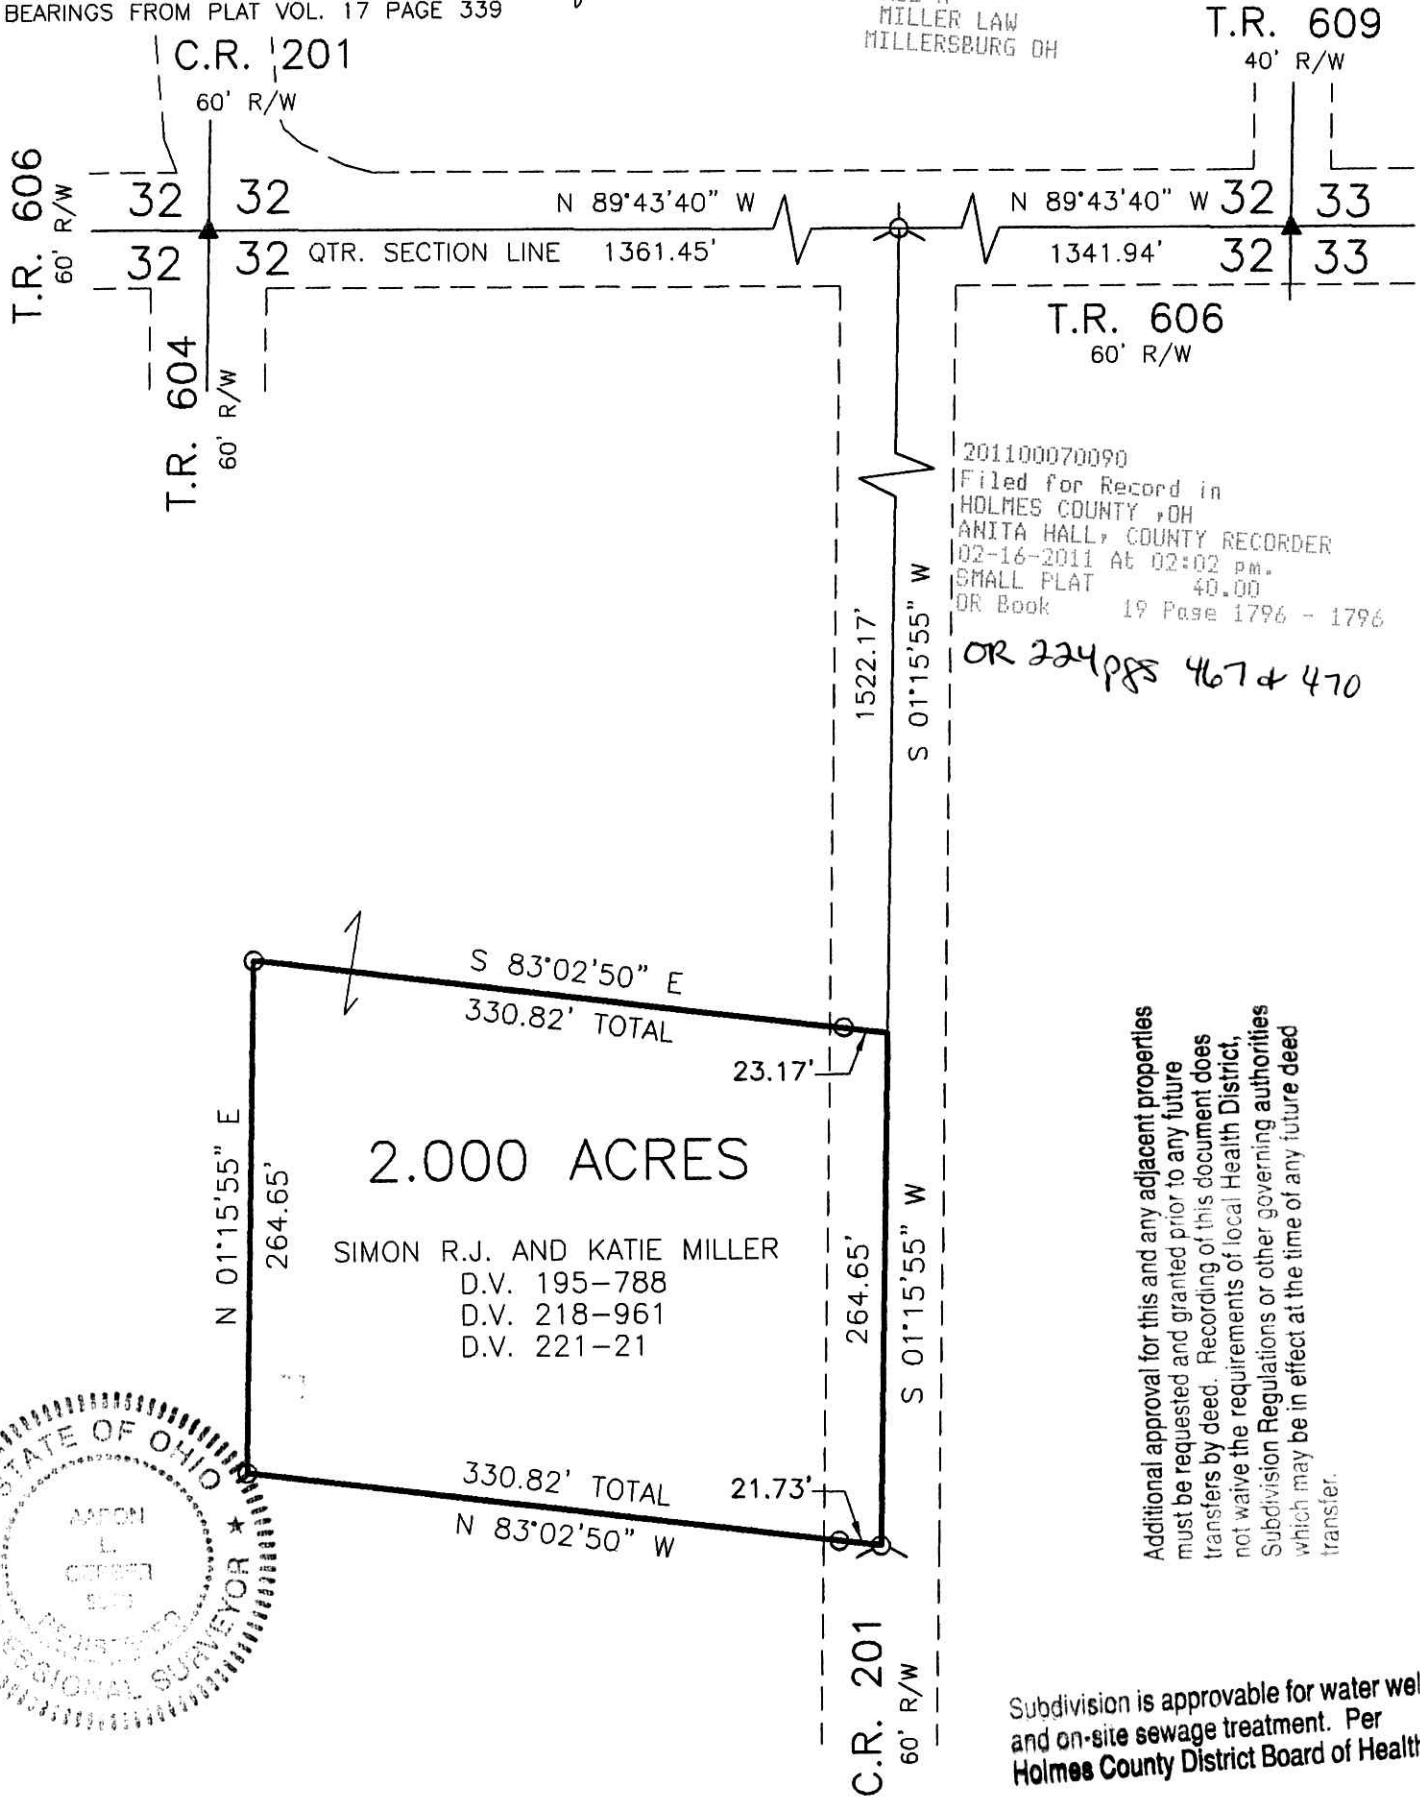 BEARINGS FROM PLAT VOL. 17 PAGE 339
MILLER LAW
MILLERSBURG OH
C.R. 201
60' R/W
T.R. 609
40' R/W
T.R. 606
60' R/W
32 32
N 89°43'40" W
N 89°43'40" W
32 33
32 32
QTR. SECTION LINE 1361.45'
1341.94'
32 33
T.R. 606
60' R/W
T.R. 604
60' R/W
201100070090
Filed for Record in
HOLMES COUNTY ,OH
ANITA HALL, COUNTY RECORDER
02-16-2011 At 02:02 pm.
SMALL PLAT 40.00
OR Book 19 Page 1796 - 1796
OR 224 pgs 467 & 470
1522.17'
S 01°15'55" W
S 83°02'50" E
330.82' TOTAL
23.17'
N 01°15'55" E
264.65'
2.000 ACRES
SIMON R.J. AND KATIE MILLER
D.V. 195-788
D.V. 218-961
D.V. 221-21
264.65'
S 01°15'55" W
330.82' TOTAL
21.73'
N 83°02'50" W
STATE OF OHIO
AARON
L.
REGISTERED
SURVEYOR
C.R. 201
60' R/W
Additional approval for this and any adjacent properties
must be requested and granted prior to any future
transfers by deed. Recording of this document does
not waive the requirements of local Health District,
Subdivision Regulations or other governing authorities
which may be in effect at the time of any future deed
transfer.
Subdivision is approvable for water wel
and on-site sewage treatment. Per
Holmes County District Board of Health